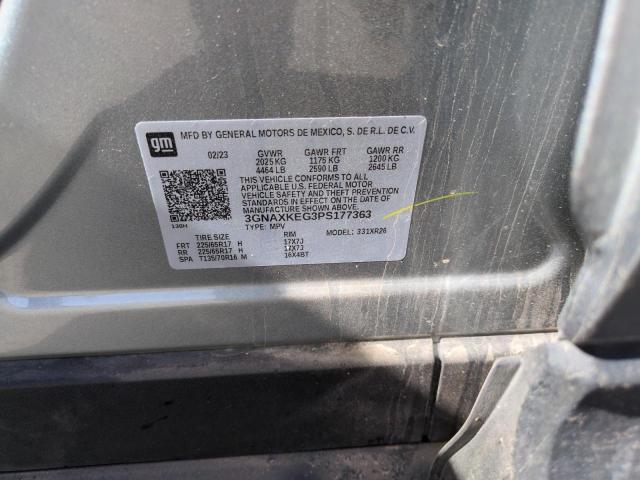 gm
MFD BY GENERAL MOTORS DE MEXICO, S. DE R.L. DE C.V.
02/23 GVWR GAWR FRT GAWR RR
2025 KG 1175 KG 1200 KG
4464 LB 2590 LB 2645 LB
THIS VEHICLE CONFORMS TO ALL
APPLICABLE U.S. FEDERAL MOTOR
VEHICLE SAFETY AND THEFT PREVENTION
STANDARDS IN EFFECT ON THE DATE OF
MANUFACTURE SHOWN ABOVE.
3GNAXKEG3PS177363
130H TYPE: MPV MODEL: 331XR26
TIRE SIZE RIM
FRT 225/65R17 H 17X7J
RR 225/65R17 H 17X7J
SPA T135/70R16 M 16X4BT